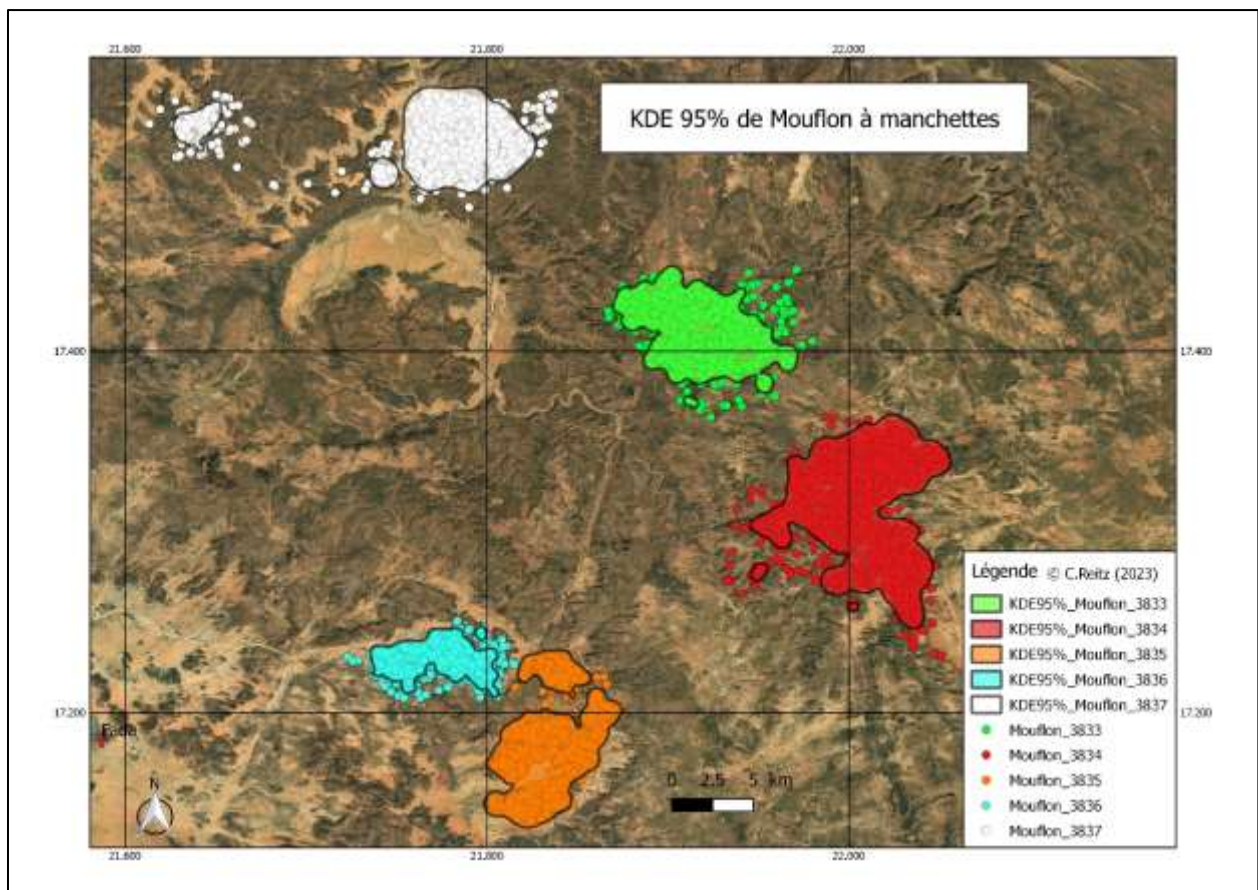 21.600 21.800 22.000
KDE 95% de Mouflon à manchettes
17.400 17.400
Légende © C.Reitz (2023)
KDE95%_Mouflon_3833
KDE95%_Mouflon_3834
KDE95%_Mouflon_3835
KDE95%_Mouflon_3836
KDE95%_Mouflon_3837
Mouflon_3833
Mouflon_3834
Mouflon_3835
Mouflon_3836
Mouflon_3837
17.200 17.200
Fada
N
0 2.5 5 km
21.600 21.800 22.000